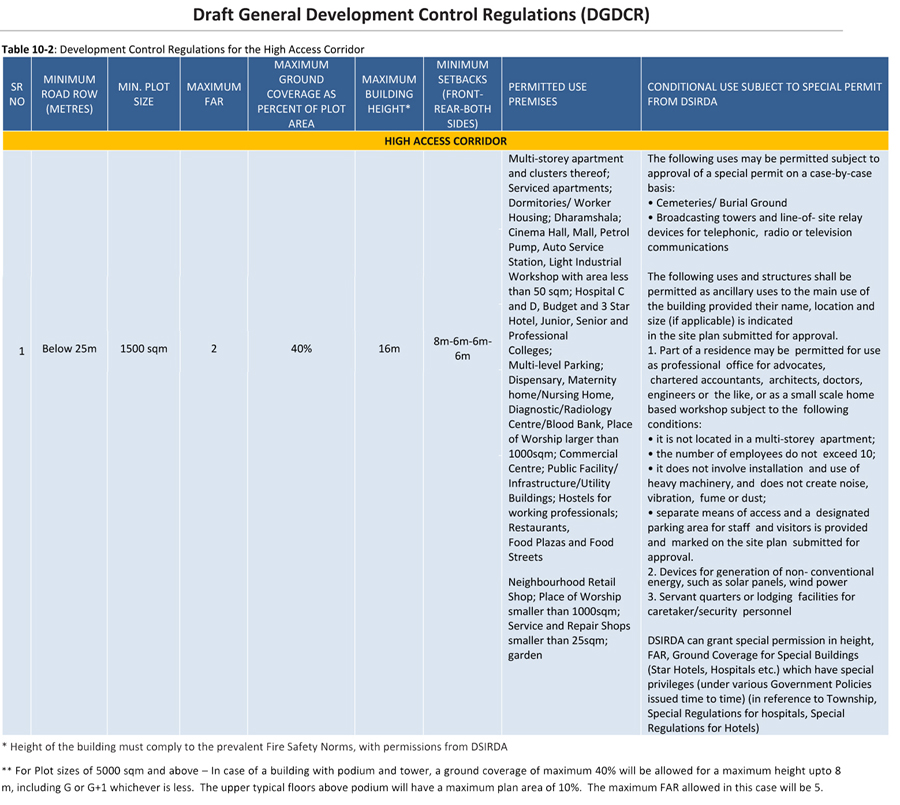 Draft General Development Control Regulations (DGDCR)
Table 10-2: Development Control Regulations for the High Access Corridor
SR
NO
MINIMUM
ROAD ROW
(METRES)
MIN. PLOT
SIZE
MAXIMUM
FAR
MAXIMUM
GROUND
COVERAGE AS
PERCENT OF PLOT
AREA
MAXIMUM
BUILDING
HEIGHT*
MINIMUM
SETBACKS
(FRONT-
REAR-BOTH
SIDES)
PERMITTED USE
PREMISES
CONDITIONAL USE SUBJECT TO SPECIAL PERMIT
FROM DSIRDA
HIGH ACCESS CORRIDOR
1
Below 25m
1500 sqm
2
40%
16m
8m-6m-6m-
6m
Multi-storey apartment
and clusters thereof;
Serviced apartments;
Dormitories/ Worker
Housing; Dharamshala;
Cinema Hall, Mall, Petrol
Pump, Auto Service
Station, Light Industrial
Workshop with area less
than 50 sqm; Hospital C
and D, Budget and 3 Star
Hotel, Junior, Senior and
Professional
Colleges;
Multi-level Parking;
Dispensary, Maternity
home/Nursing Home,
Diagnostic/Radiology
Centre/Blood Bank, Place
of Worship larger than
1000sqm; Commercial
Centre; Public Facility/
Infrastructure/Utility
Buildings; Hostels for
working professionals;
Restaurants,
Food Plazas and Food
Streets
Neighbourhood Retail
Shop; Place of Worship
smaller than 1000sqm;
Service and Repair Shops
smaller than 25sqm;
garden
The following uses may be permitted subject to
approval of a special permit on a case-by-case
basis:
• Cemeteries/ Burial Ground
• Broadcasting towers and line-of- site relay
devices for telephonic, radio or television
communications
The following uses and structures shall be
permitted as ancillary uses to the main use of
the building provided their name, location and
size (if applicable) is indicated
in the site plan submitted for approval.
1. Part of a residence may be permitted for use
as professional office for advocates,
chartered accountants, architects, doctors,
engineers or the like, or as a small scale home
based workshop subject to the following
conditions:
• it is not located in a multi-storey apartment;
• the number of employees do not exceed 10;
• it does not involve installation and use of
heavy machinery, and does not create noise,
vibration, fume or dust;
• separate means of access and a designated
parking area for staff and visitors is provided
and marked on the site plan submitted for
approval.
2. Devices for generation of non- conventional
energy, such as solar panels, wind power
3. Servant quarters or lodging facilities for
caretaker/security personnel
DSIRDA can grant special permission in height,
FAR, Ground Coverage for Special Buildings
(Star Hotels, Hospitals etc.) which have special
privileges (under various Government Policies
issued time to time) (in reference to Township,
Special Regulations for hospitals, Special
Regulations for Hotels)
* Height of the building must comply to the prevalent Fire Safety Norms, with permissions from DSIRDA
** For Plot sizes of 5000 sqm and above – In case of a building with podium and tower, a ground coverage of maximum 40% will be allowed for a maximum height upto 8
m, including G or G+1 whichever is less. The upper typical floors above podium will have a maximum plan area of 10%. The maximum FAR allowed in this case will be 5.